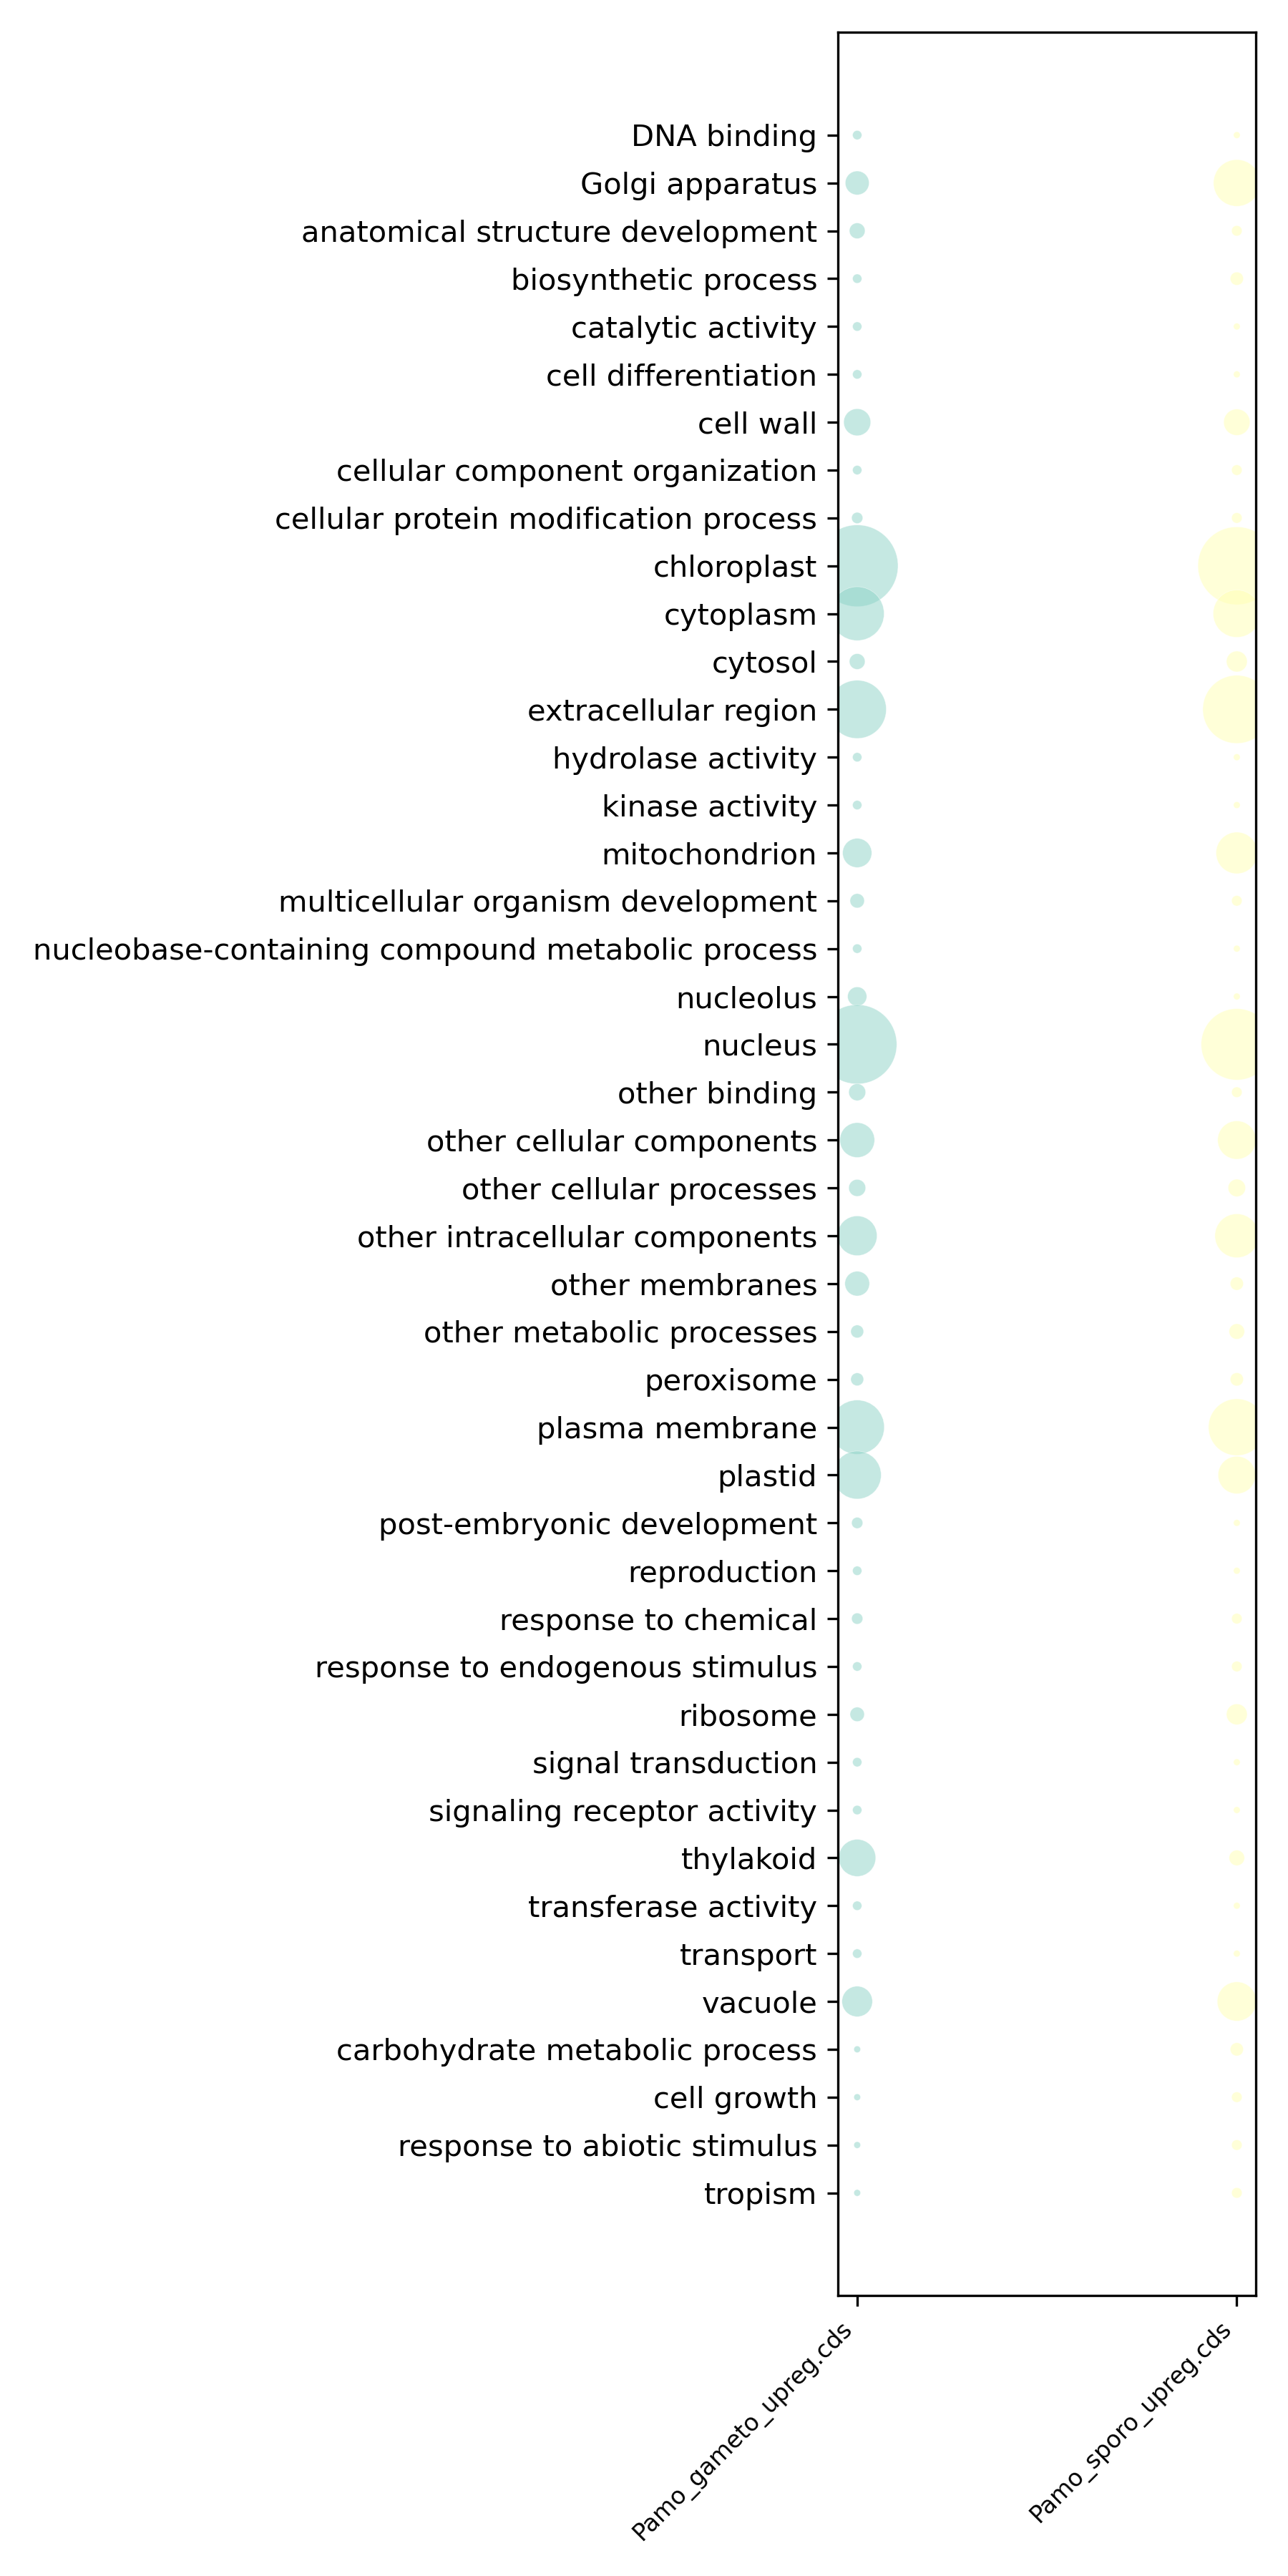 DNA binding
Golgi apparatus
anatomical structure development
biosynthetic process
catalytic activity
cell differentiation
cell wall
cellular component organization
cellular protein modification process
chloroplast
cytoplasm
cytosol
extracellular region
hydrolase activity
kinase activity
mitochondrion
multicellular organism development
nucleobase-containing compound metabolic process
nucleolus
nucleus
other binding
other cellular components
other cellular processes
other intracellular components
other membranes
other metabolic processes
peroxisome
plasma membrane
plastid
post-embryonic development
reproduction
response to chemical
response to endogenous stimulus
ribosome
signal transduction
signaling receptor activity
thylakoid
transferase activity
transport
vacuole
carbohydrate metabolic process
cell growth
response to abiotic stimulus
tropism
Pamo_gameto_upreg.cds
Pamo_sporo_upreg.cds